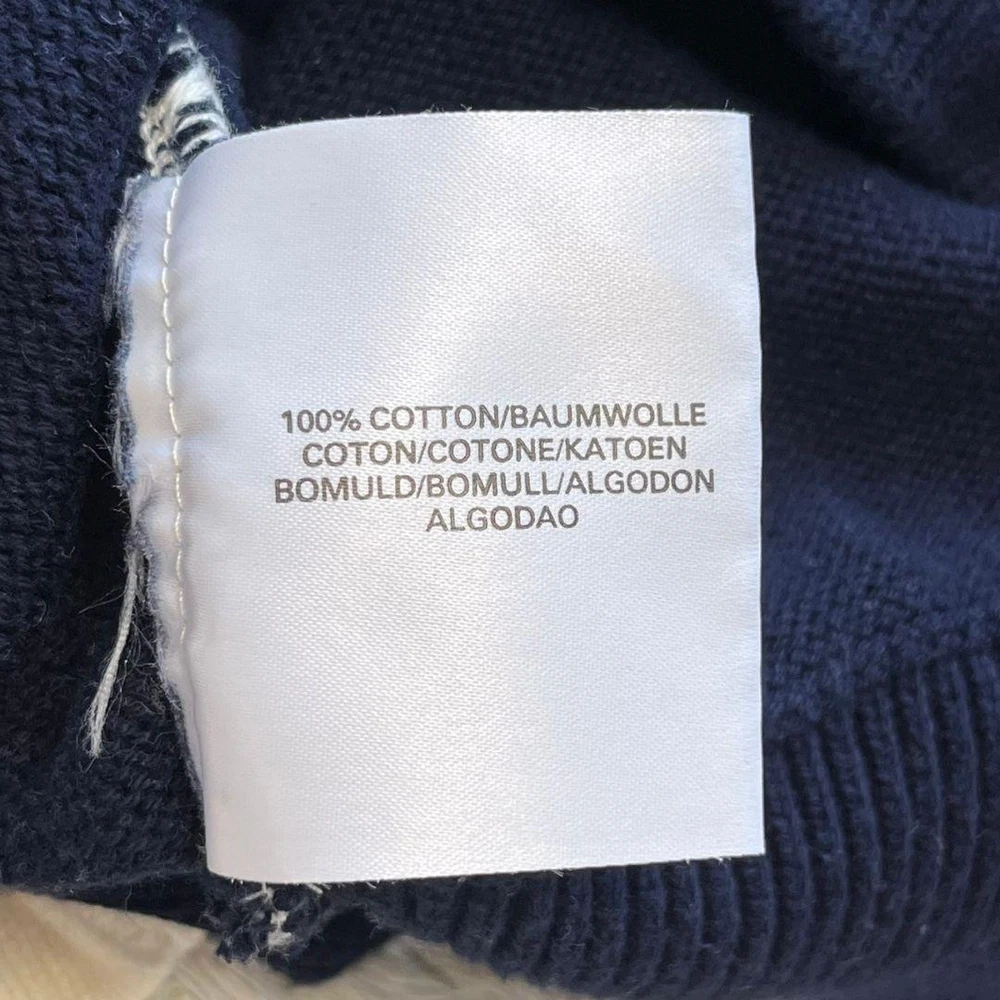 100% COTTON/BAUMWOLLE
COTON/COTONE/KATOEN
BOMULD/BOMULL/ALGODON
ALGODAO